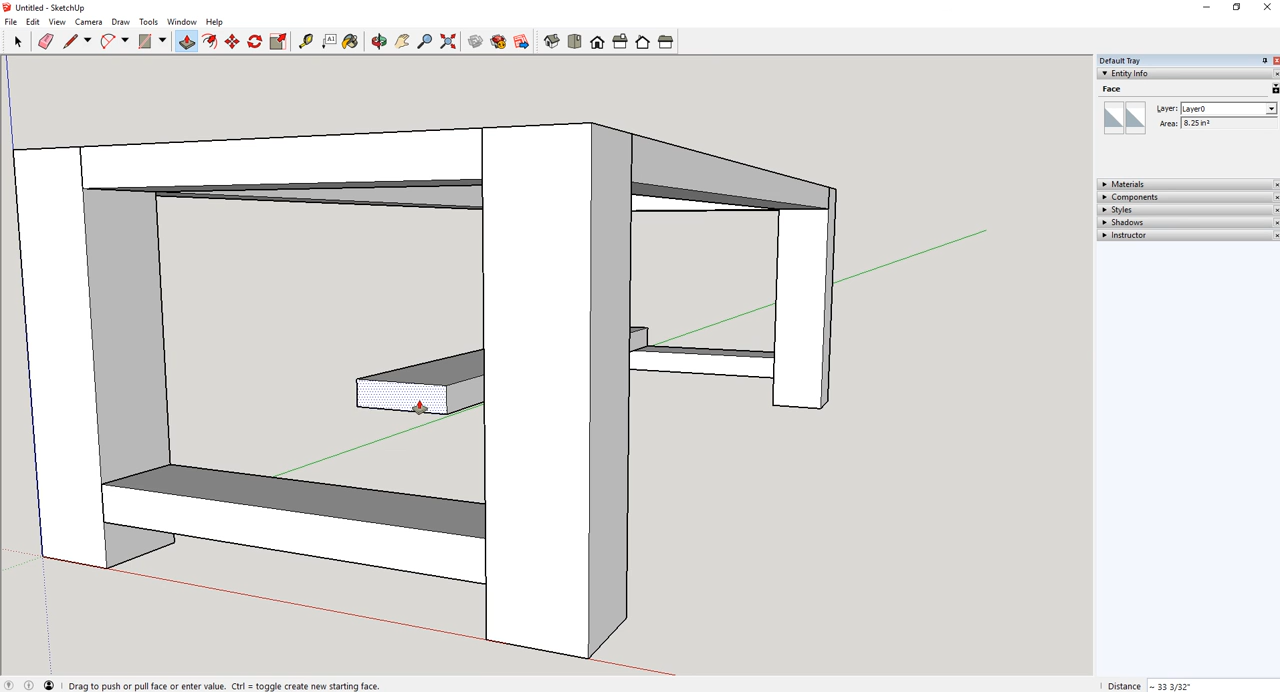 Untitled - SketchUp
File Edit View Camera Draw Tools Window Help
A1
Default Tray
Entity Info
Face
Layer: Layer0
Area: 8.25 in²
Materials
Components
Styles
Shadows
Instructor
Drag to push or pull face or enter value. Ctrl = toggle create new starting face.
Distance ~ 33 3/32"